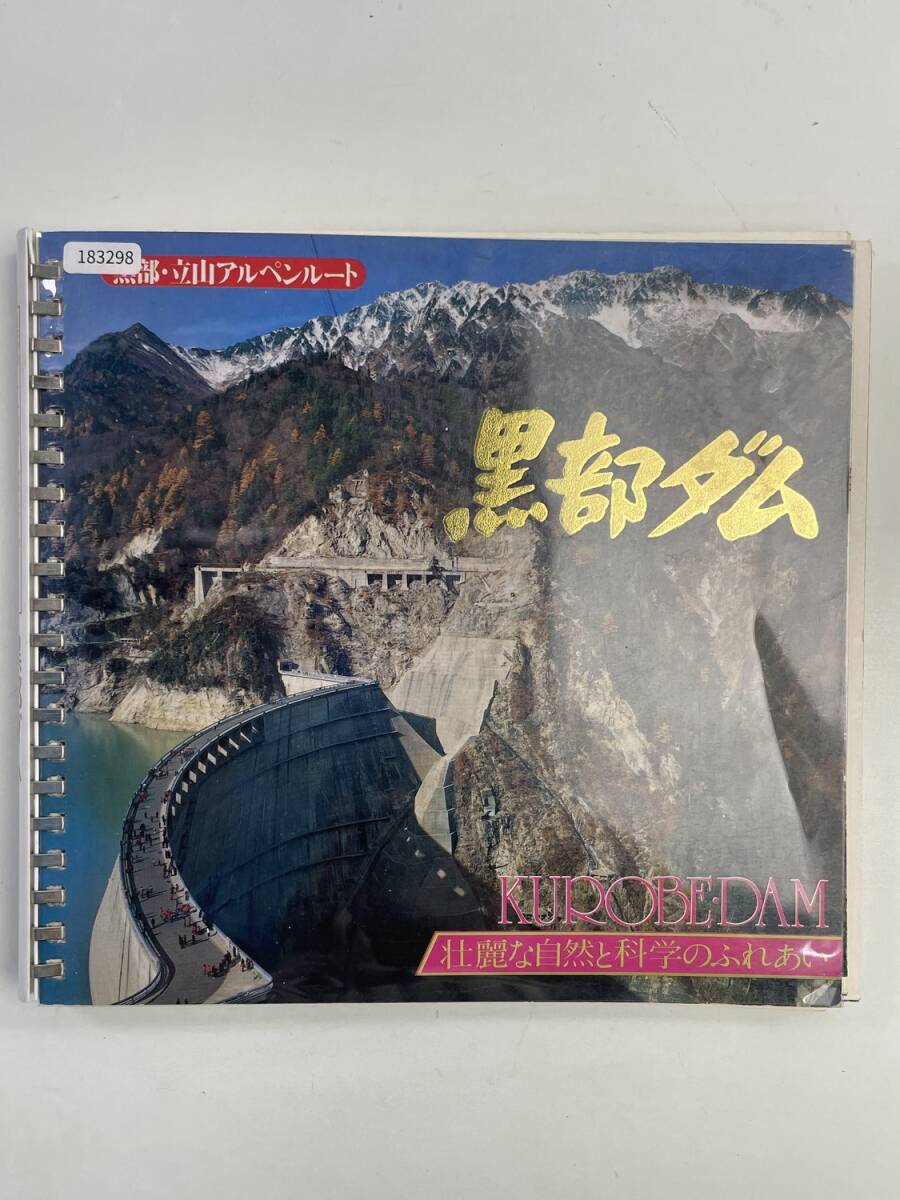 183298
黒部・立山アルペンルート
黒部ダム
KUROBE・DAM
壮麗な自然と科学のふれあい